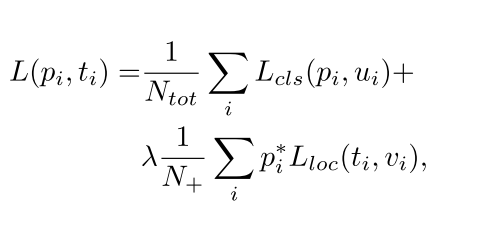 L(p_i, t_i) = \frac{1}{N_{tot}} \sum_i L_{cls}(p_i, u_i) +
\lambda \frac{1}{N_+} \sum_i p_i^* L_{loc}(t_i, v_i),